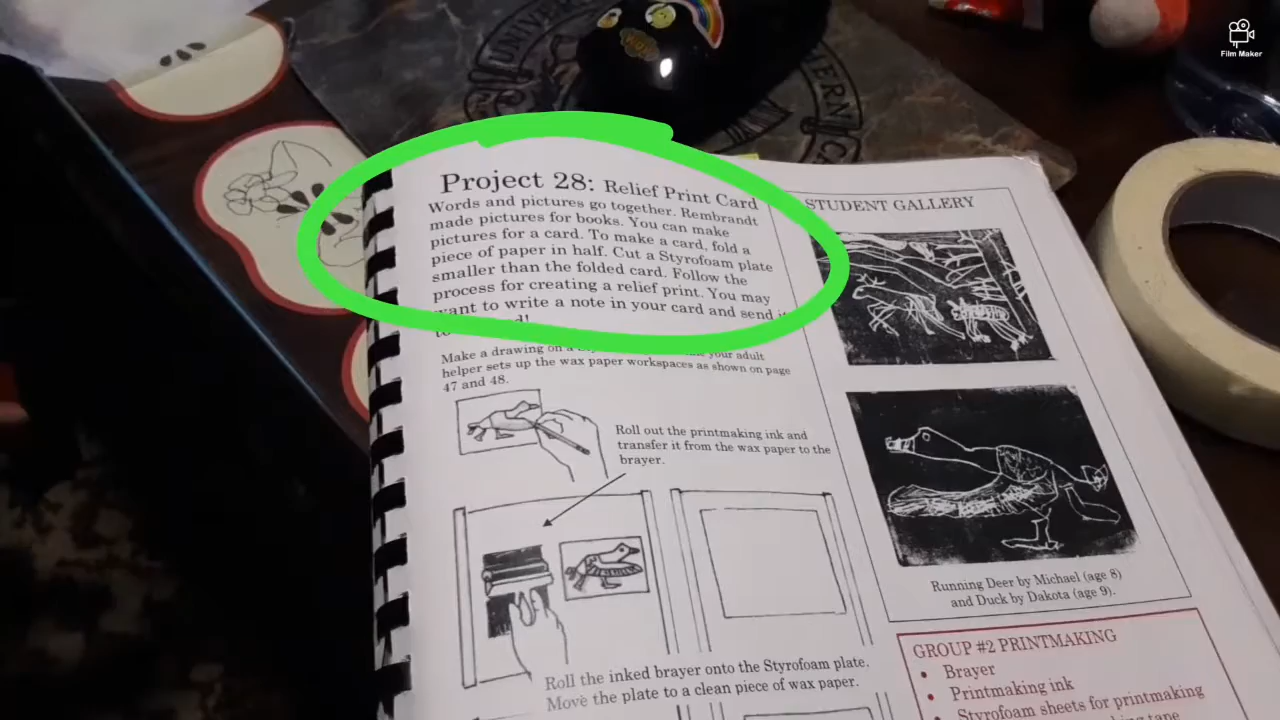 Film Maker
UNIVER
ERN
CA
Project 28: Relief Print Card
Words and pictures go together. Rembrandt
made pictures for books. You can make
pictures for a card. To make a card, fold a
piece of paper in half. Cut a Styrofoam plate
smaller than the folded card. Follow the
process for creating a relief print. You may
want to write a note in your card and send it
Make a drawing on a your adult
helper sets up the wax paper workspaces as shown on page
47 and 48.
Roll out the printmaking ink and
transfer it from the wax paper to the
brayer.
Roll the inked brayer onto the Styrofoam plate.
Move the plate to a clean piece of wax paper.
STUDENT GALLERY
Running Deer by Michael (age 8)
and Duck by Dakota (age 9).
GROUP #2 PRINTMAKING
• Brayer
• Printmaking ink
• Styrofoam sheets for printmaking
tape